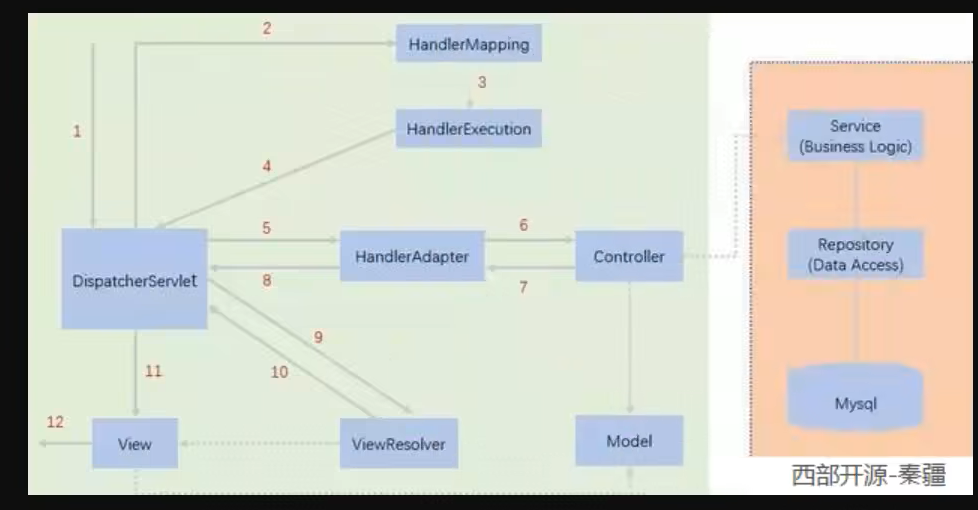 2
HandlerMapping
3
1
HandlerExecution
Service
(Business Logic)
4
5
6
DispatcherServlet
HandlerAdapter
Controller
Repository
(Data Access)
8
7
9
10
11
12
View
ViewResolver
Model
Mysql
西部开源-秦疆